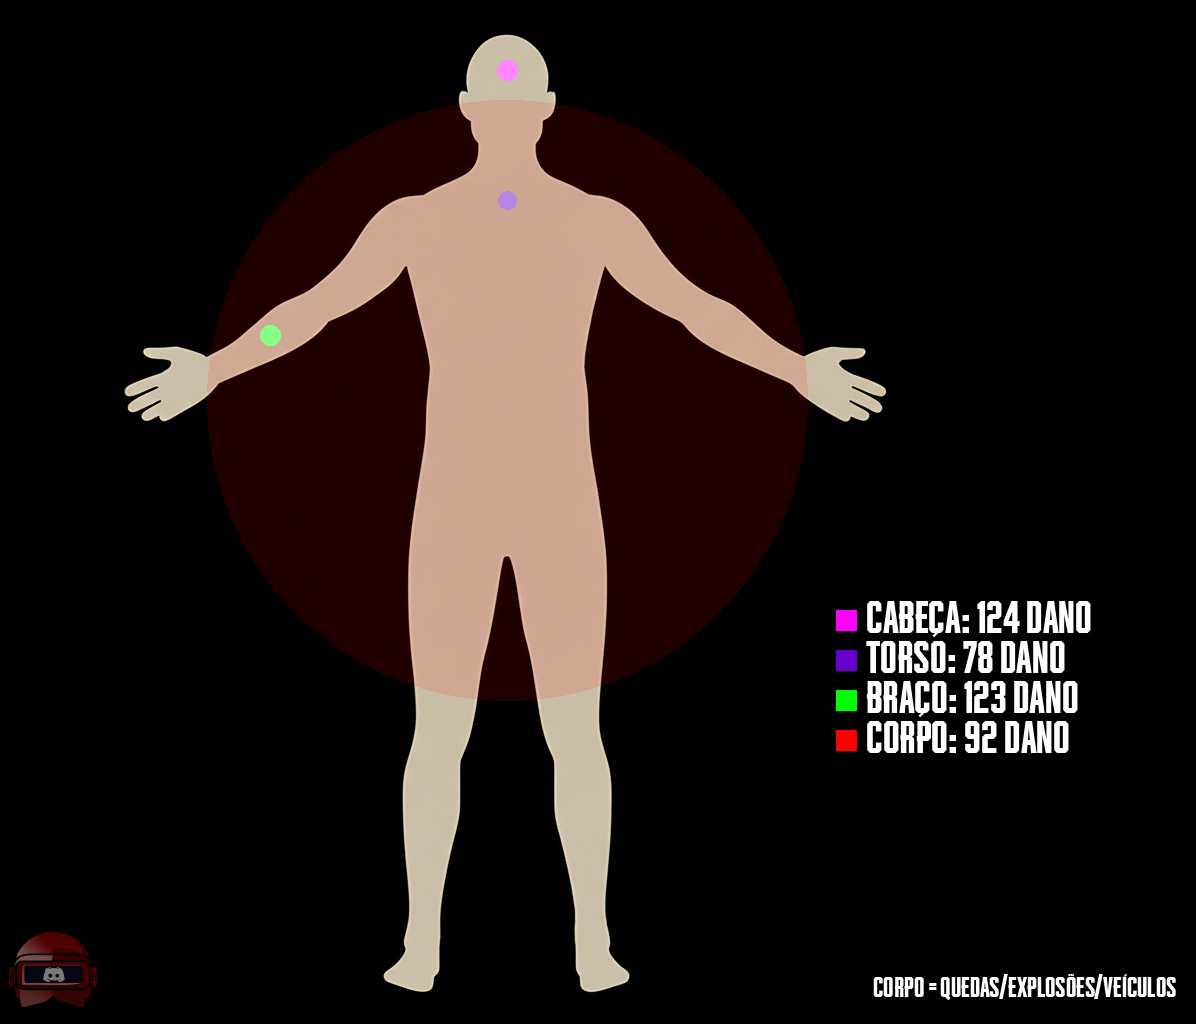 CABEÇA: 124 DANO
TORSO: 78 DANO
BRAÇO: 123 DANO
CORPO: 92 DANO
CORPO = QUEDAS/EXPLOSÕES/VEÍCULOS